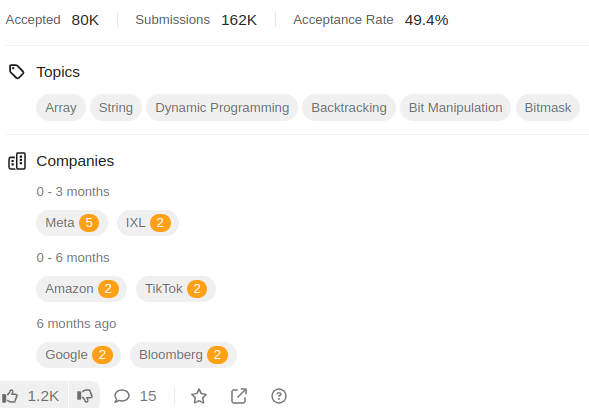 Accepted 80K Submissions 162K Acceptance Rate 49.4%
Topics
Array String Dynamic Programming Backtracking Bit Manipulation Bitmask
Companies
0 - 3 months
Meta 5 IXL 2
0 - 6 months
Amazon 2 TikTok 2
6 months ago
Google 2 Bloomberg 2
1.2K 15